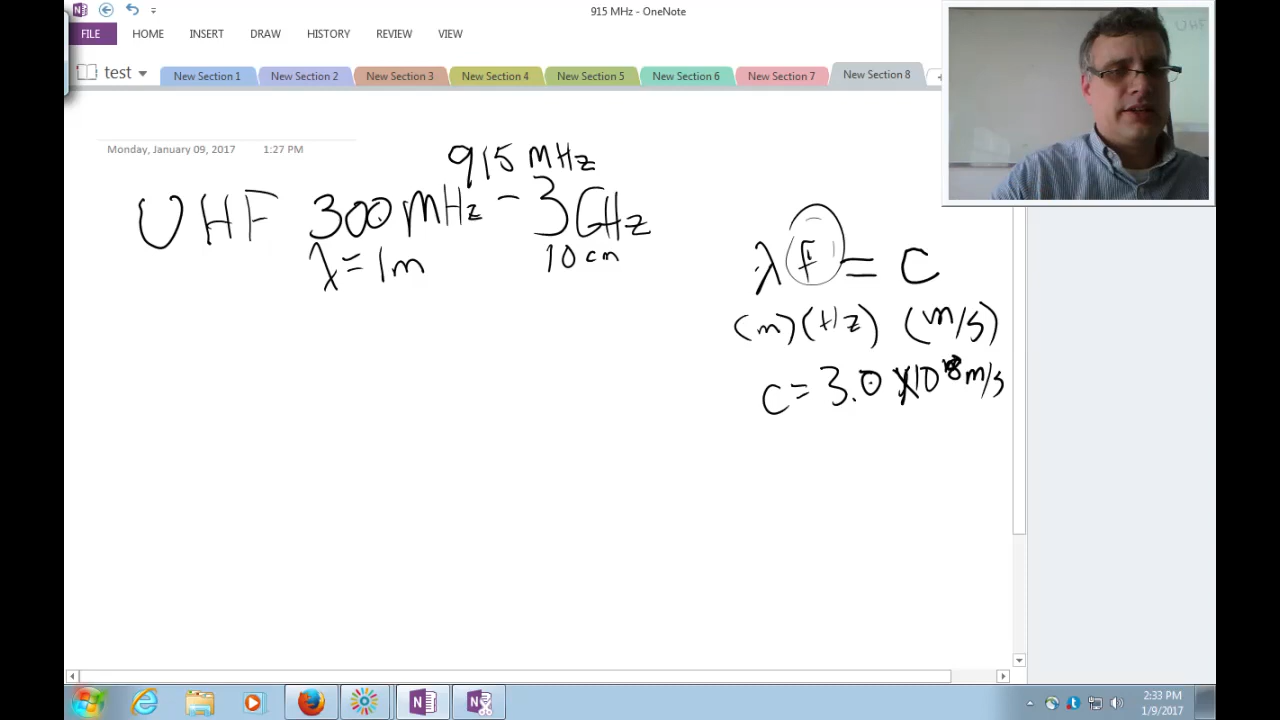 915 MHz - OneNote
FILE HOME INSERT DRAW HISTORY REVIEW VIEW
test New Section 1 New Section 2 New Section 3 New Section 4 New Section 5 New Section 6 New Section 7 New Section 8
Monday, January 09, 2017 1:27 PM
915 MHz
UHF 300 MHz - 3 GHz
λ = 1m 10 cm
λ f = c
(m) (Hz) (m/s)
c = 3.0 x 10^8 m/s
UHF
2:33 PM
1/9/2017